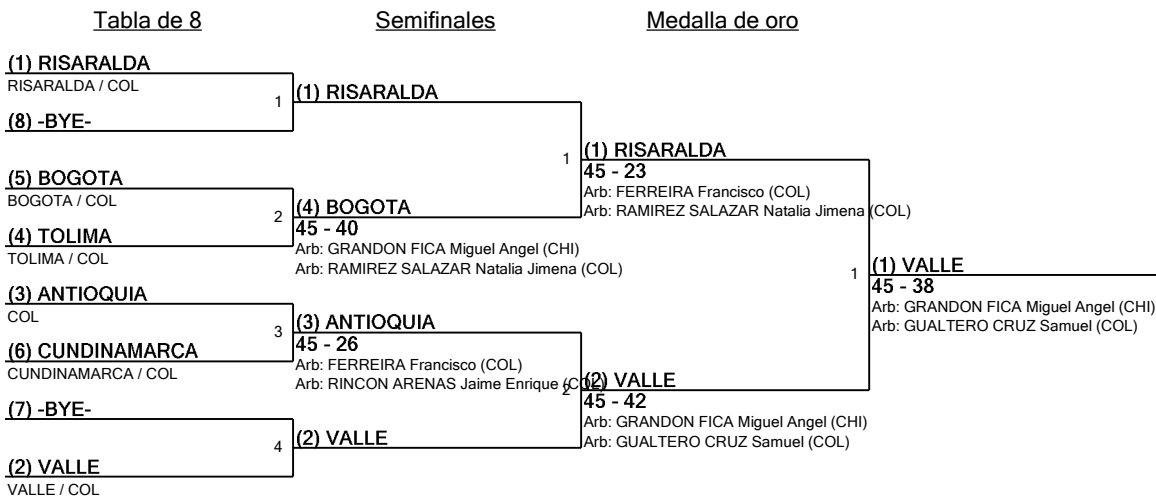 Tabla de 8
Semifinales
Medalla de oro
(1) RISARALDA
RISARALDA / COL
1
(8) -BYE-
(1) RISARALDA
(5) BOGOTA
BOGOTA / COL
2
(4) TOLIMA
TOLIMA / COL
(4) BOGOTA
45 - 40
Arb: GRANDON FICA Miguel Angel (CHI)
Arb: RAMIREZ SALAZAR Natalia Jimena (COL)
1
(1) RISARALDA
45 - 23
Arb: FERREIRA Francisco (COL)
Arb: RAMIREZ SALAZAR Natalia Jimena (COL)
(3) ANTIOQUIA
COL
3
(6) CUNDINAMARCA
CUNDINAMARCA / COL
(3) ANTIOQUIA
45 - 26
Arb: FERREIRA Francisco (COL)
Arb: RINCON ARENAS Jaime Enrique (COL)
(7) -BYE-
4
(2) VALLE
VALLE / COL
(2) VALLE
2
(2) VALLE
45 - 42
Arb: GRANDON FICA Miguel Angel (CHI)
Arb: GUALTERO CRUZ Samuel (COL)
1
(1) VALLE
45 - 38
Arb: GRANDON FICA Miguel Angel (CHI)
Arb: GUALTERO CRUZ Samuel (COL)